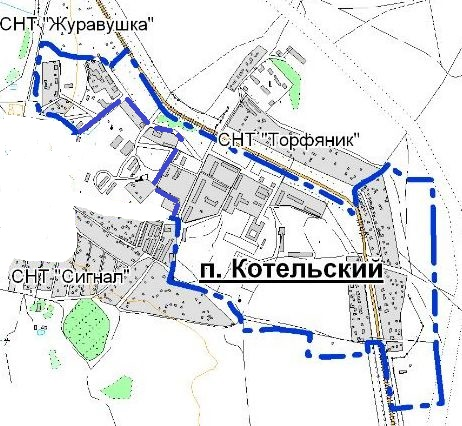 СНТ "Журавушка"
СНТ "Торфяник"
п. Котельский
СНТ "Сигнал"